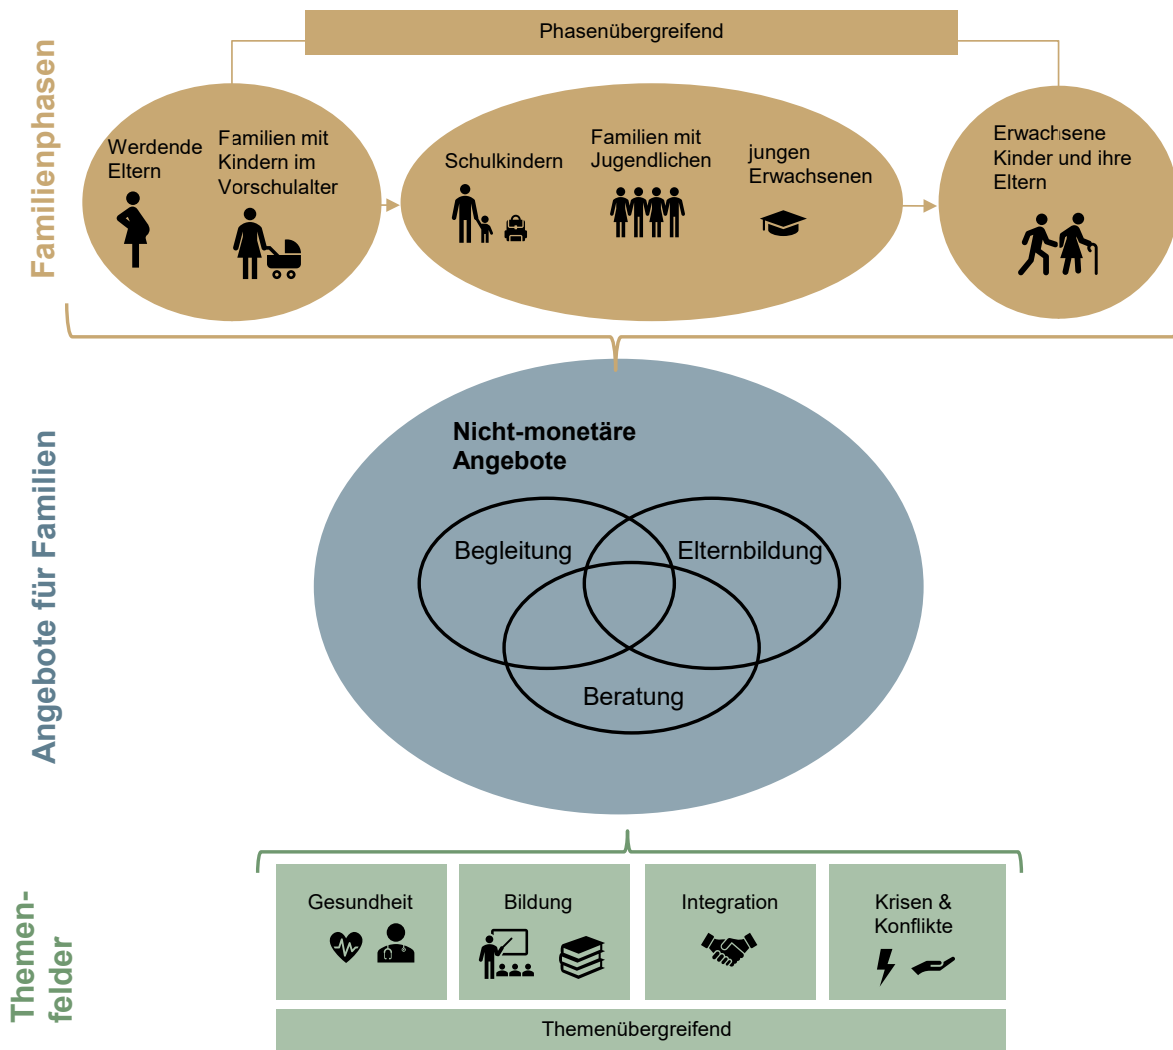 Phasenübergreifend
Familienphasen
Werdende
Eltern
Familien mit
Kindern im
Vorschulalter
Schulkindern
Familien mit
Jugendlichen
jungen
Erwachsenen
Erwachsene
Kinder und ihre
Eltern
Angebote für Familien
Nicht-monetäre
Angebote
Begleitung
Elternbildung
Beratung
Themen-
felder
Gesundheit
Bildung
Integration
Krisen &
Konflikte
Themenübergreifend